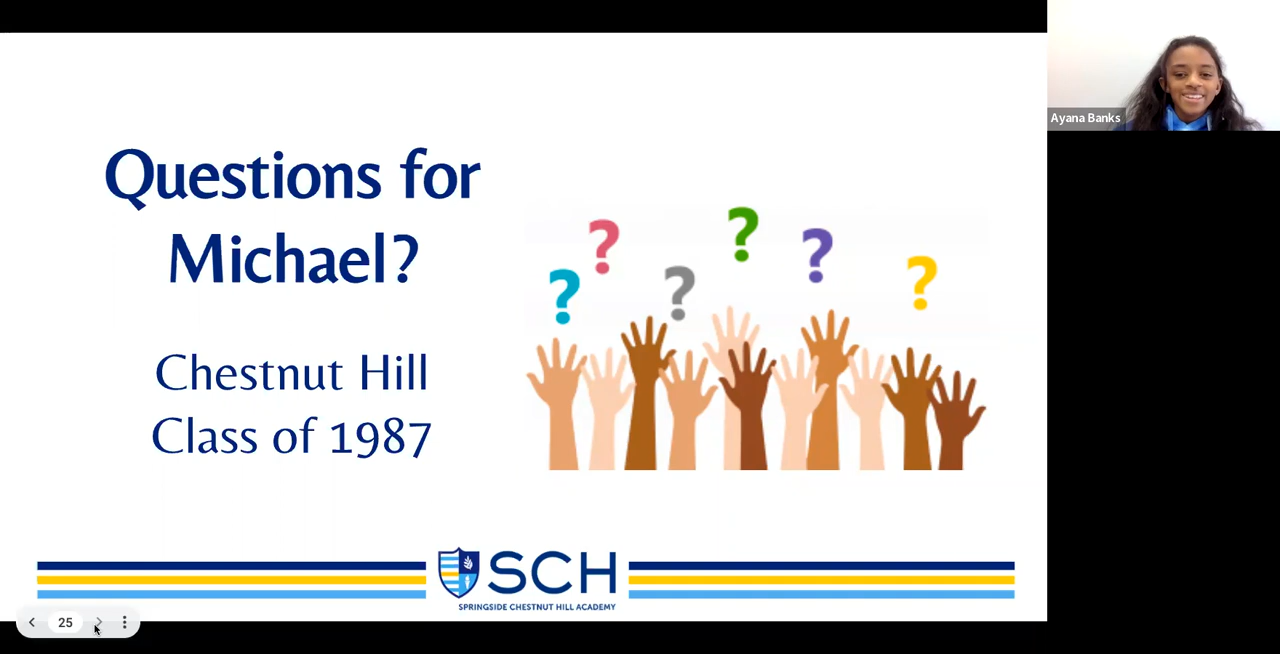 Questions for
Michael?
Chestnut Hill
Class of 1987
? ? ? ? ? ?
SCH
SPRINGSIDE CHESTNUT HILL ACADEMY
25
Ayana Banks